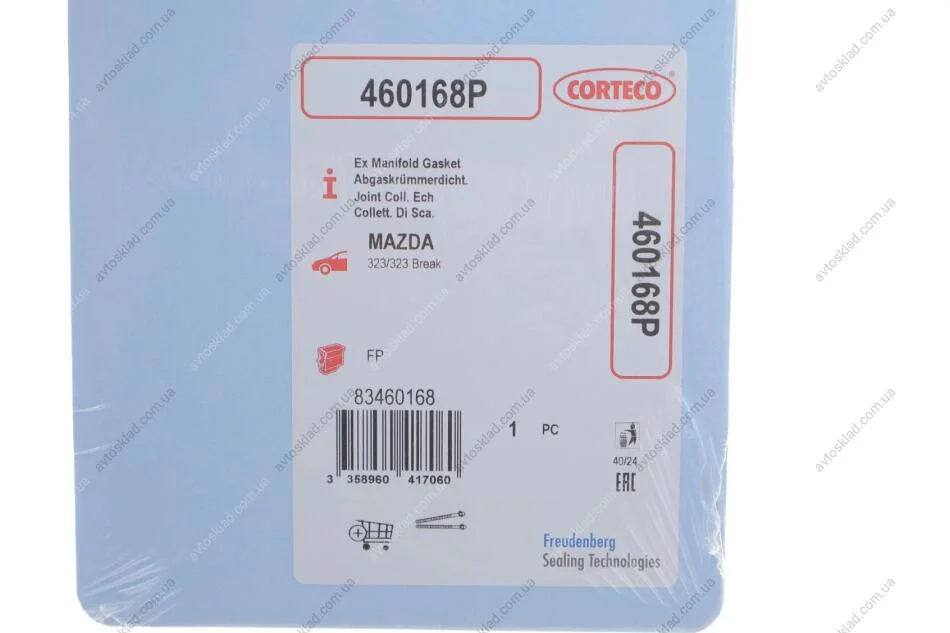 460168P
CORTECO
Ex Manifold Gasket
Abgaskrümmerdicht.
Joint Coll. Ech
Collett. Di Sca.
MAZDA
323/323 Break
460168P
FP
83460168
3 358960 417060
1 PC
40/24
EAC
Freudenberg
Sealing Technologies
avtosklad.com.ua